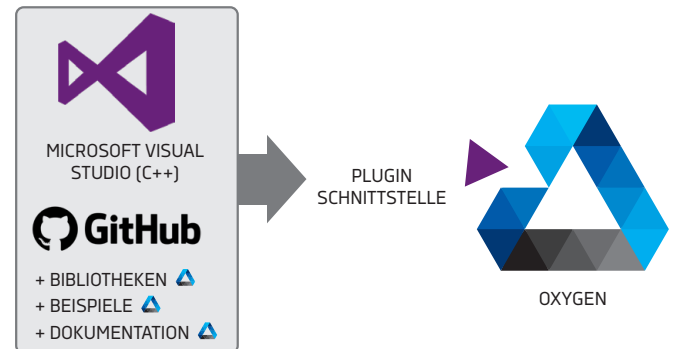 MICROSOFT VISUAL
STUDIO (C++)
GitHub
+ BIBLIOTHEKEN
+ BEISPIELE
+ DOKUMENTATION
PLUGIN
SCHNITTSTELLE
OXYGEN